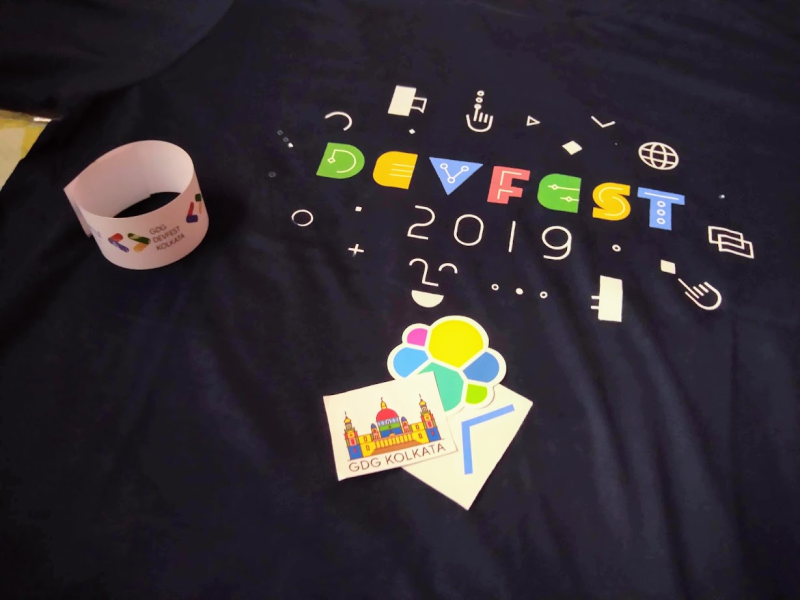 DEVFEST
2019
GDG
DEVFEST
KOLKATA
GDG KOLKATA